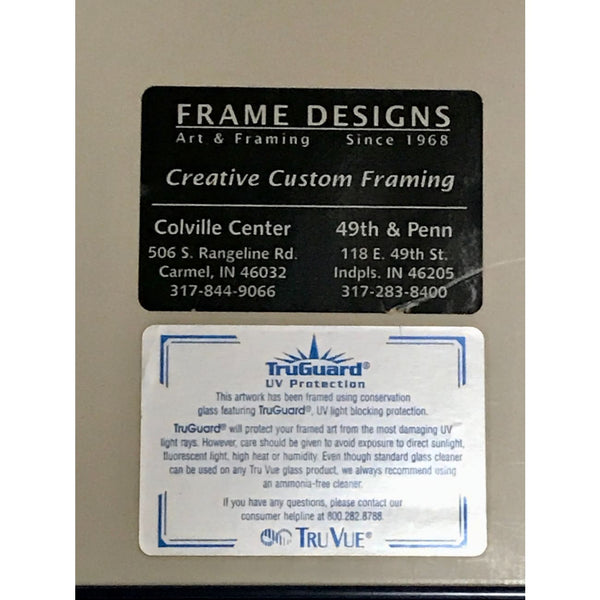 FRAME DESIGNS
Art & Framing Since 1968
Creative Custom Framing
Colville Center
506 S. Rangeline Rd.
Carmel, IN 46032
317-844-9066
49th & Penn
118 E. 49th St.
Indpls. IN 46205
317-283-8400
TruGuard®
UV Protection
This artwork has been framed using conservation
glass featuring TruGuard®, UV light blocking protection.
TruGuard® will protect your framed art from the most damaging UV
light rays. However, care should be given to avoid exposure to direct sunlight,
fluorescent light, high heat or humidity. Even though standard glass cleaner
can be used on any Tru Vue glass product, we always recommend using
an ammonia-free cleaner.
If you have any questions, please contact our
consumer helpline at 800.282.8788.
TRU VUE®